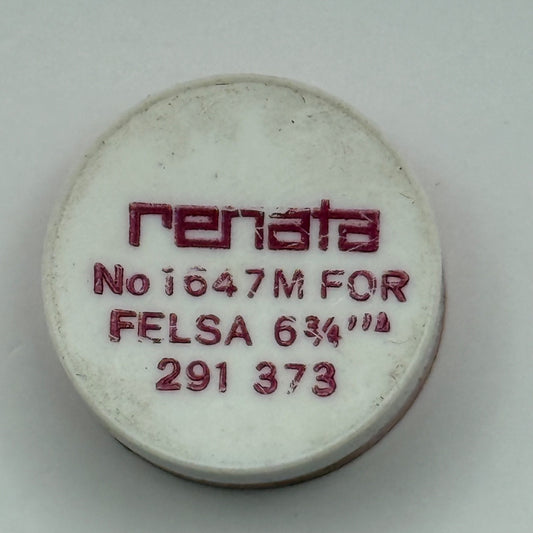 renata
No 1647M FOR
FELSA 6¾'''
291 373